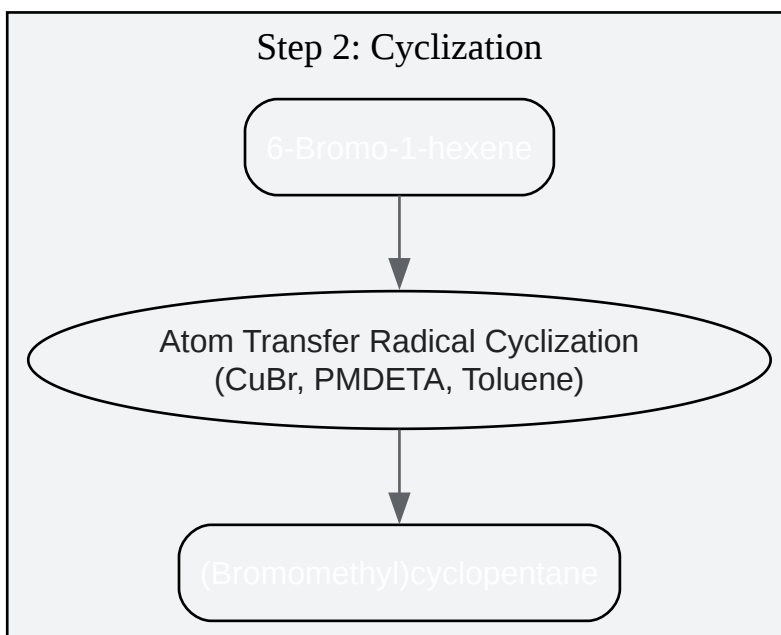 Step 2: Cyclization
6-Bromo-1-hexene
Atom Transfer Radical Cyclization
(CuBr, PMDETA, Toluene)
(Bromomethyl)cyclopentane